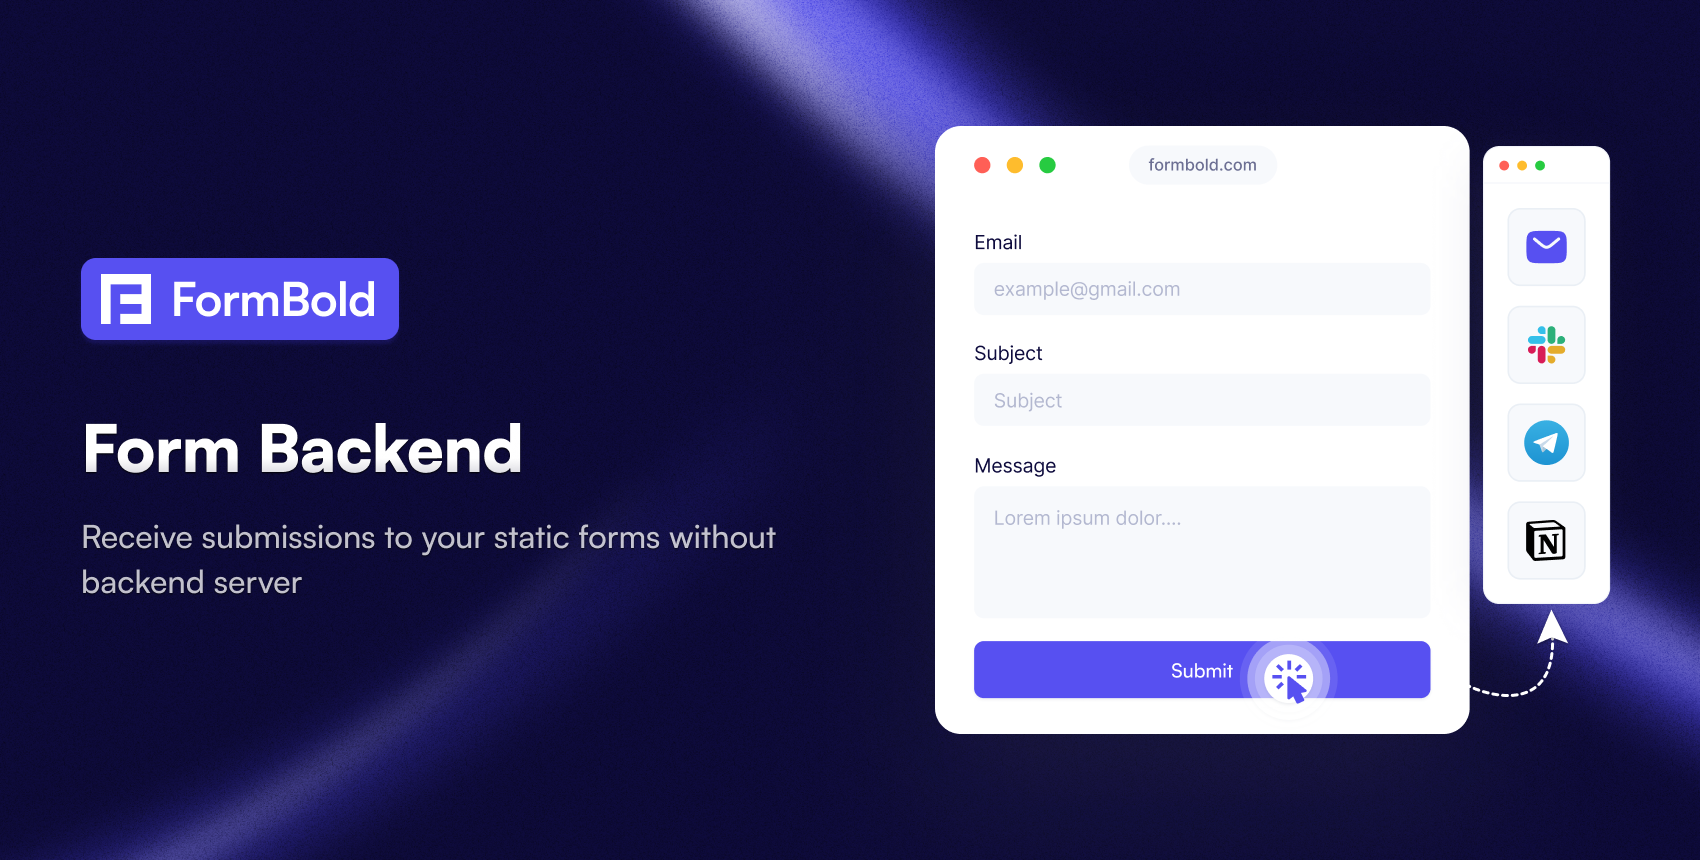 FormBold
Form Backend
Receive submissions to your static forms without
backend server
formbold.com
Email
example@gmail.com
Subject
Subject
Message
Lorem ipsum dolor....
Submit
N